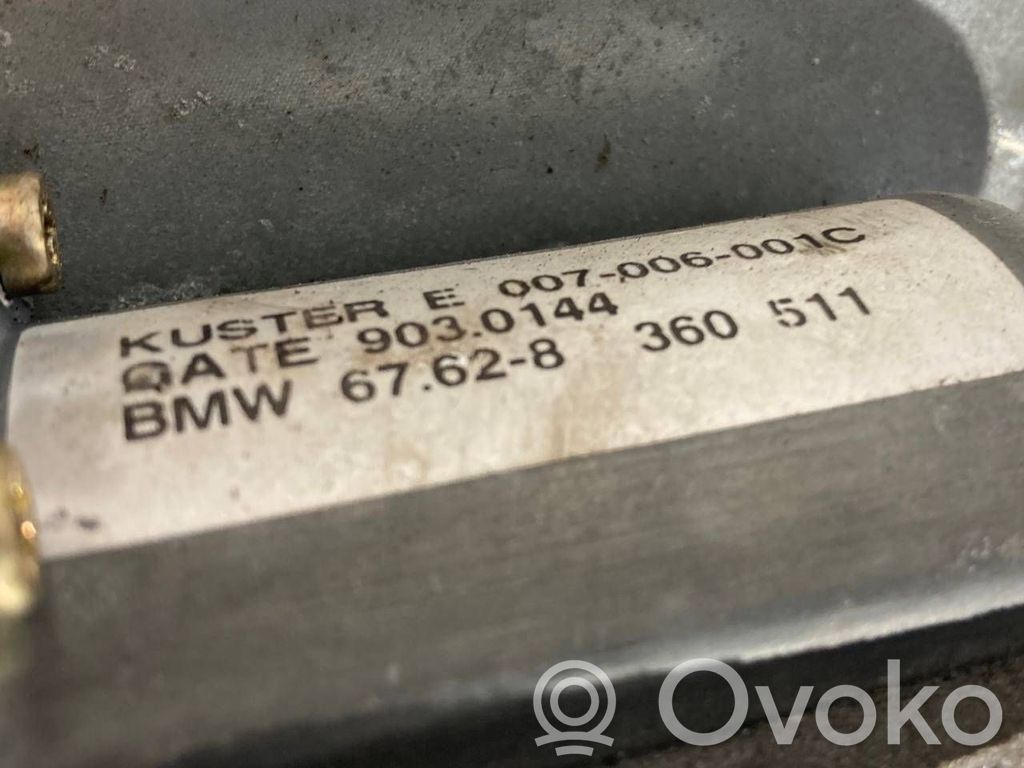 KUSTER E 007-006-001C
QATE 903.0144
BMW 67.62-8 360 511
Ovoko